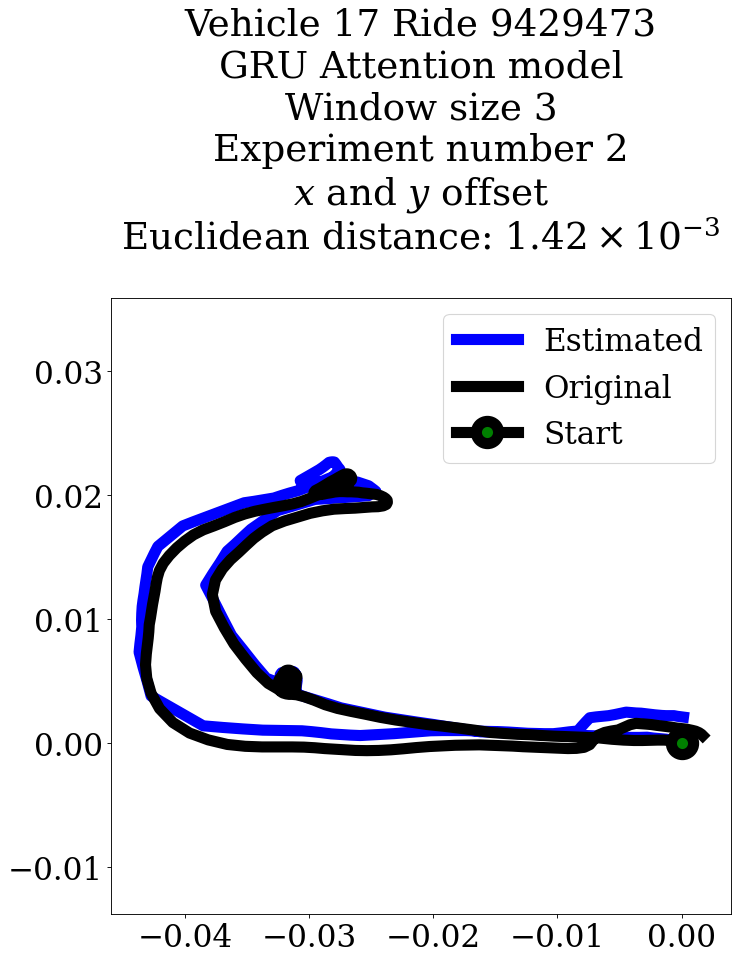 Vehicle 17 Ride 9429473
GRU Attention model
Window size 3
Experiment number 2
x and y offset
Euclidean distance: 1.42 × 10⁻³
Estimated
Original
Start
0.03
0.02
0.01
0.00
−0.01
−0.04 −0.03 −0.02 −0.01 0.00